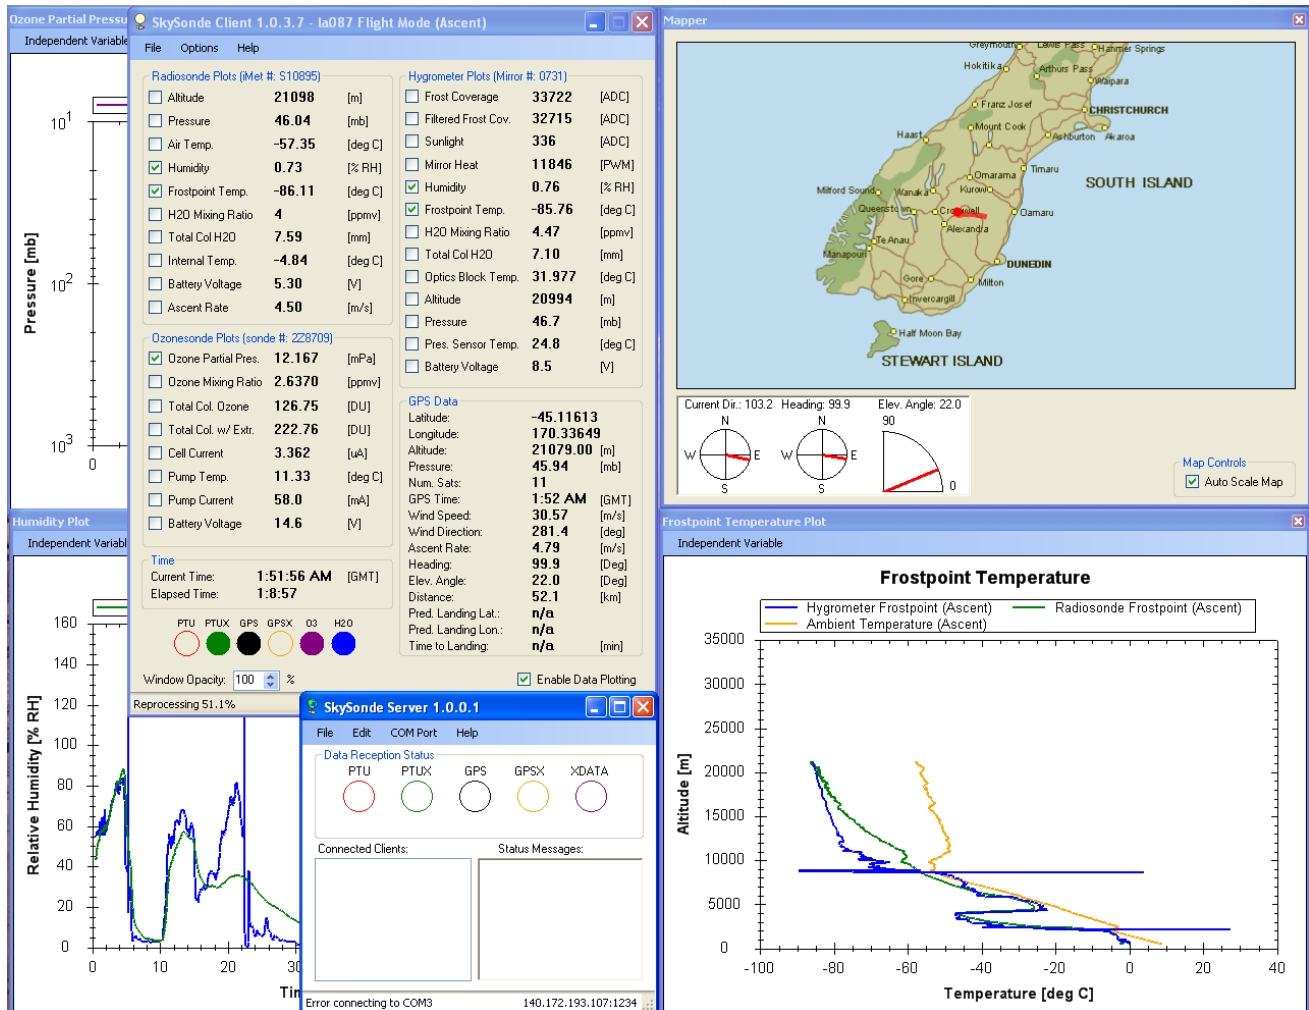 Ozone Partial Pressu
Independent Variable
Pressure [mb]
10^1
10^2
10^3
0
SkySonde Client 1.0.3.7 - la087 Flight Mode (Ascent)
File Options Help
Radiosonde Plots (iMet #: S10895)
Altitude 21098 [m]
Pressure 46.04 [mb]
Air Temp. -57.35 [deg C]
Humidity 0.73 [% RH]
Frostpoint Temp. -86.11 [deg C]
H2O Mixing Ratio 4 [ppmv]
Total Col H2O 7.59 [mm]
Internal Temp. -4.84 [deg C]
Battery Voltage 5.30 [V]
Ascent Rate 4.50 [m/s]
Ozonesonde Plots (sonde #: 2Z8709)
Ozone Partial Pres. 12.167 [mPa]
Ozone Mixing Ratio 2.6370 [ppmv]
Total Col. Ozone 126.75 [DU]
Total Col. w/ Extr. 222.76 [DU]
Cell Current 3.362 [uA]
Pump Temp. 11.33 [deg C]
Pump Current 58.0 [mA]
Battery Voltage 14.6 [V]
Time
Current Time: 1:51:56 AM [GMT]
Elapsed Time: 1:8:57
PTU PTUX GPS GPSX O3 H2O
Window Opacity: 100 %
Enable Data Plotting
Reprocessing 51.1%
Hygrometer Plots (Mirror #: 0731)
Frost Coverage 33722 [ADC]
Filtered Frost Cov. 32715 [ADC]
Sunlight 336 [ADC]
Mirror Heat 11846 [PWM]
Humidity 0.76 [% RH]
Frostpoint Temp. -85.76 [deg C]
H2O Mixing Ratio 4.47 [ppmv]
Total Col H2O 7.10 [mm]
Optics Block Temp. 31.977 [deg C]
Altitude 20994 [m]
Pressure 46.7 [mb]
Pres. Sensor Temp. 24.8 [deg C]
Battery Voltage 8.5 [V]
GPS Data
Latitude: -45.11613
Longitude: 170.33649
Altitude: 21079.00 [m]
Pressure: 45.94 [mb]
Num. Sats: 11
GPS Time: 1:52 AM [GMT]
Wind Speed: 30.57 [m/s]
Wind Direction: 281.4 [deg]
Ascent Rate: 4.79 [m/s]
Heading: 99.9 [Deg]
Elev. Angle: 22.0 [Deg]
Distance: 52.1 [km]
Pred. Landing Lat.: n/a
Pred. Landing Lon.: n/a
Time to Landing: n/a [min]
Mapper
Greymouth Lewis Pass Hanmer Springs
Hokitika Arthurs Pass
Waipara
Franz Josef CHRISTCHURCH
Haast Mount Cook Ashburton Akaroa
Timaru
Omarama
Milford Sound Wanaka Kurow SOUTH ISLAND
Queenstown Cromwell Oamaru
Alexandra
Te Anau
Manapouri
DUNEDIN
Gore Milton
Invercargill
Half Moon Bay
STEWART ISLAND
Current Dir.: 103.2 Heading: 99.9 Elev. Angle: 22.0
N N 90
W E W E
S S 0
Map Controls
Auto Scale Map
Humidity Plot
Independent Variabl
Relative Humidity [% RH]
160
140
120
100
80
60
40
20
0
0 10 20 30
Tim
SkySonde Server 1.0.0.1
File Edit COM Port Help
Data Reception Status
PTU PTUX GPS GPSX XDATA
Connected Clients: Status Messages:
Error connecting to COM3 140.172.193.107:1234
Frostpoint Temperature Plot
Independent Variable
Frostpoint Temperature
Hygrometer Frostpoint (Ascent) Radiosonde Frostpoint (Ascent)
Ambient Temperature (Ascent)
Altitude [m]
35000
30000
25000
20000
15000
10000
5000
0
-100 -80 -60 -40 -20 0 20 40
Temperature [deg C]